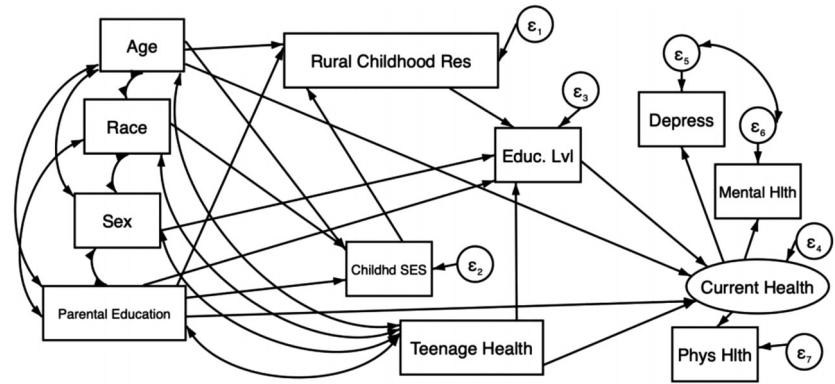 Age
Rural Childhood Res
ε1
ε5
ε3
Race
Depress
ε6
Educ. Lvl
Mental Hlth
Sex
ε4
Childhd SES
ε2
Current Health
Parental Education
Teenage Health
Phys Hlth
ε7